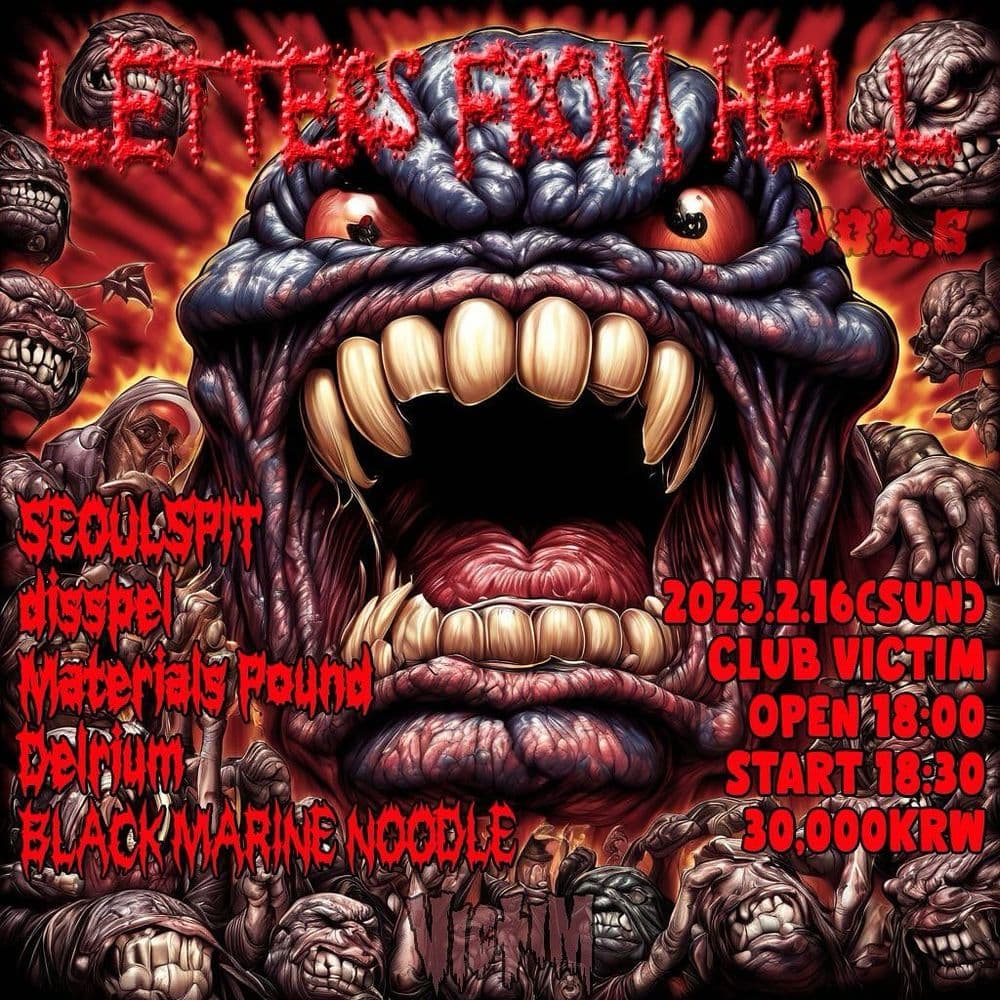 LETTERS FROM HELL
VOL.5
SEOULSPIT
disspel
Materials Pound
Delrium
BLACK MARINE NOODLE
2025.2.16(SUN)
CLUB VICTIM
OPEN 18:00
START 18:30
30,000KRW
VICTIM